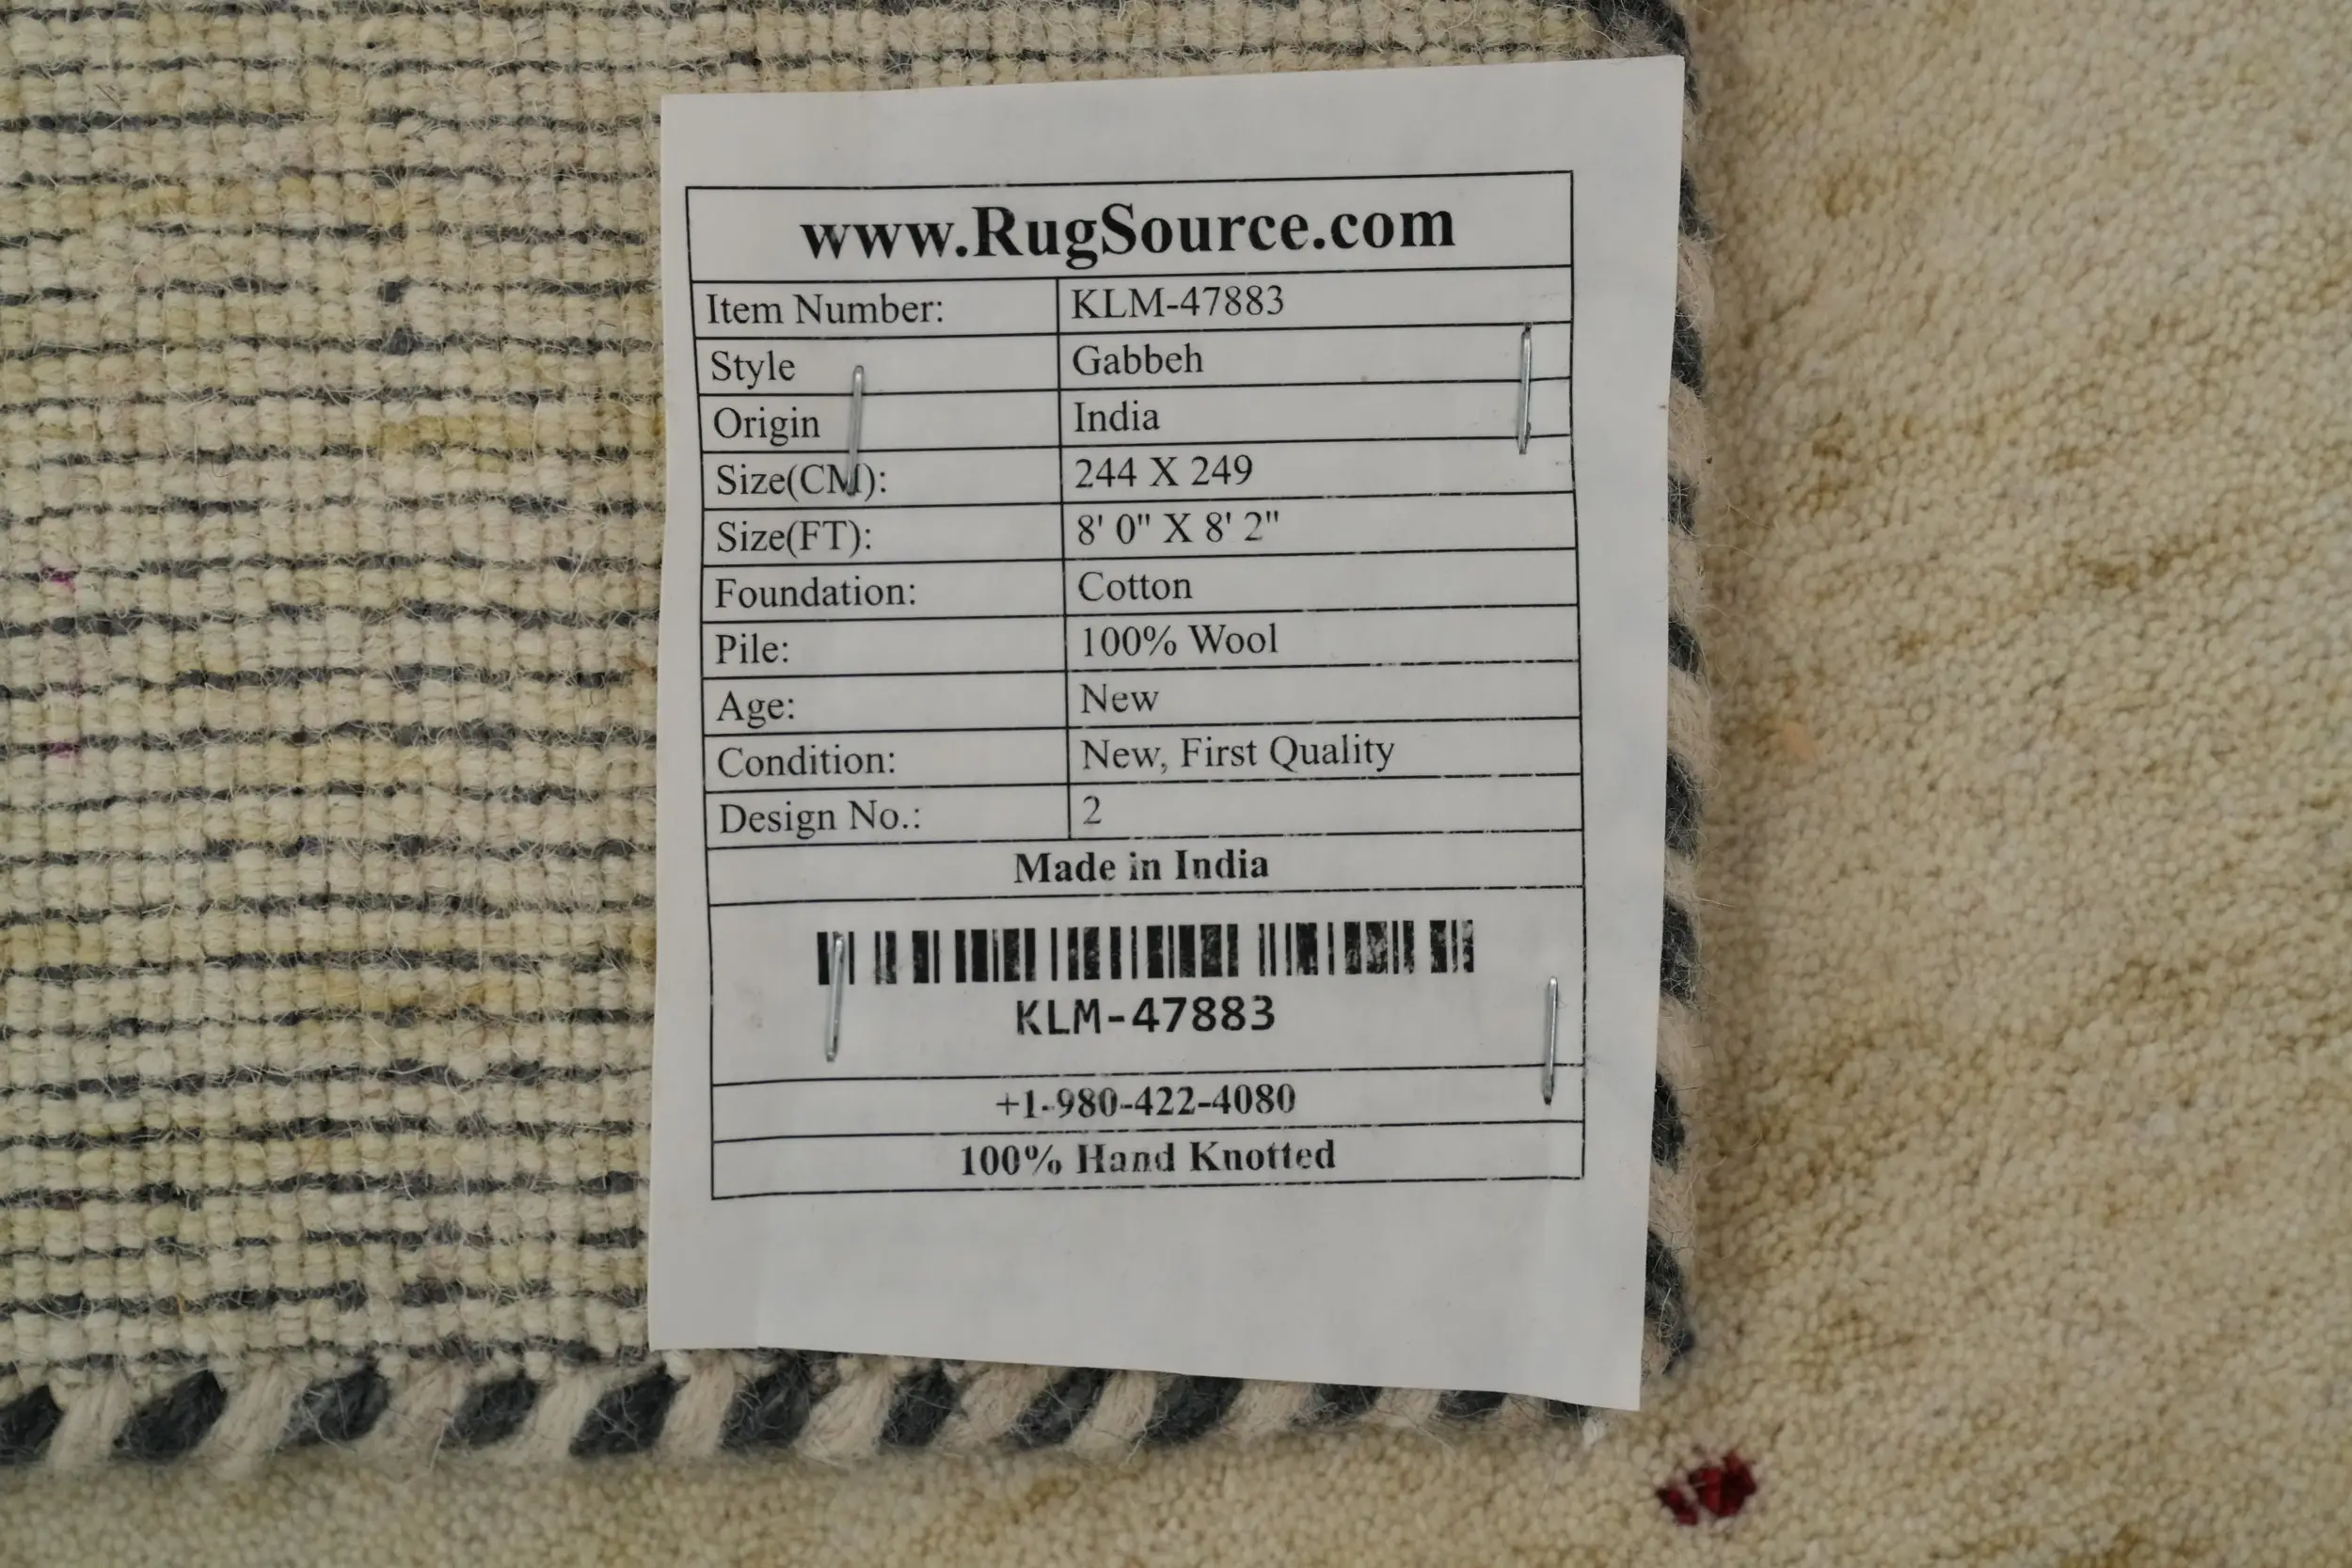 www.RugSource.com
Item Number: KLM-47883
Style Gabbeh
Origin India
Size(CM): 244 X 249
Size(FT): 8' 0" X 8' 2"
Foundation: Cotton
Pile: 100% Wool
Age: New
Condition: New, First Quality
Design No.: 2
Made in India
KLM-47883
+1-980-422-4080
100% Hand Knotted